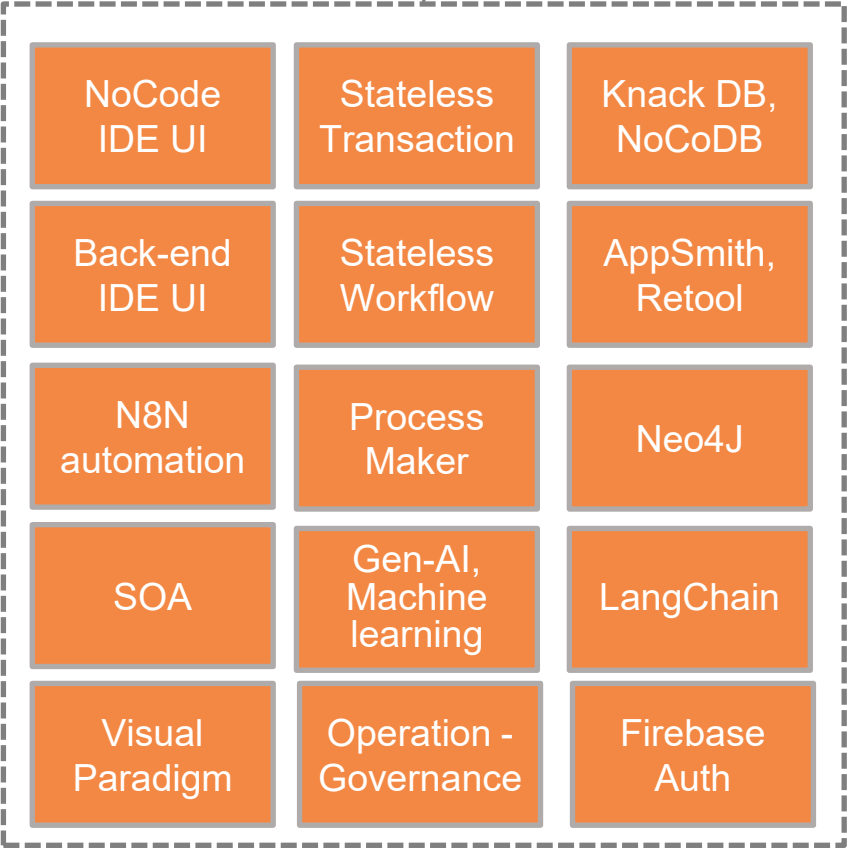 NoCode
IDE UI
Stateless
Transaction
Knack DB,
NoCoDB
Back-end
IDE UI
Stateless
Workflow
AppSmith,
Retool
N8N
automation
Process
Maker
Neo4J
SOA
Gen-AI,
Machine
learning
LangChain
Visual
Paradigm
Operation -
Governance
Firebase
Auth